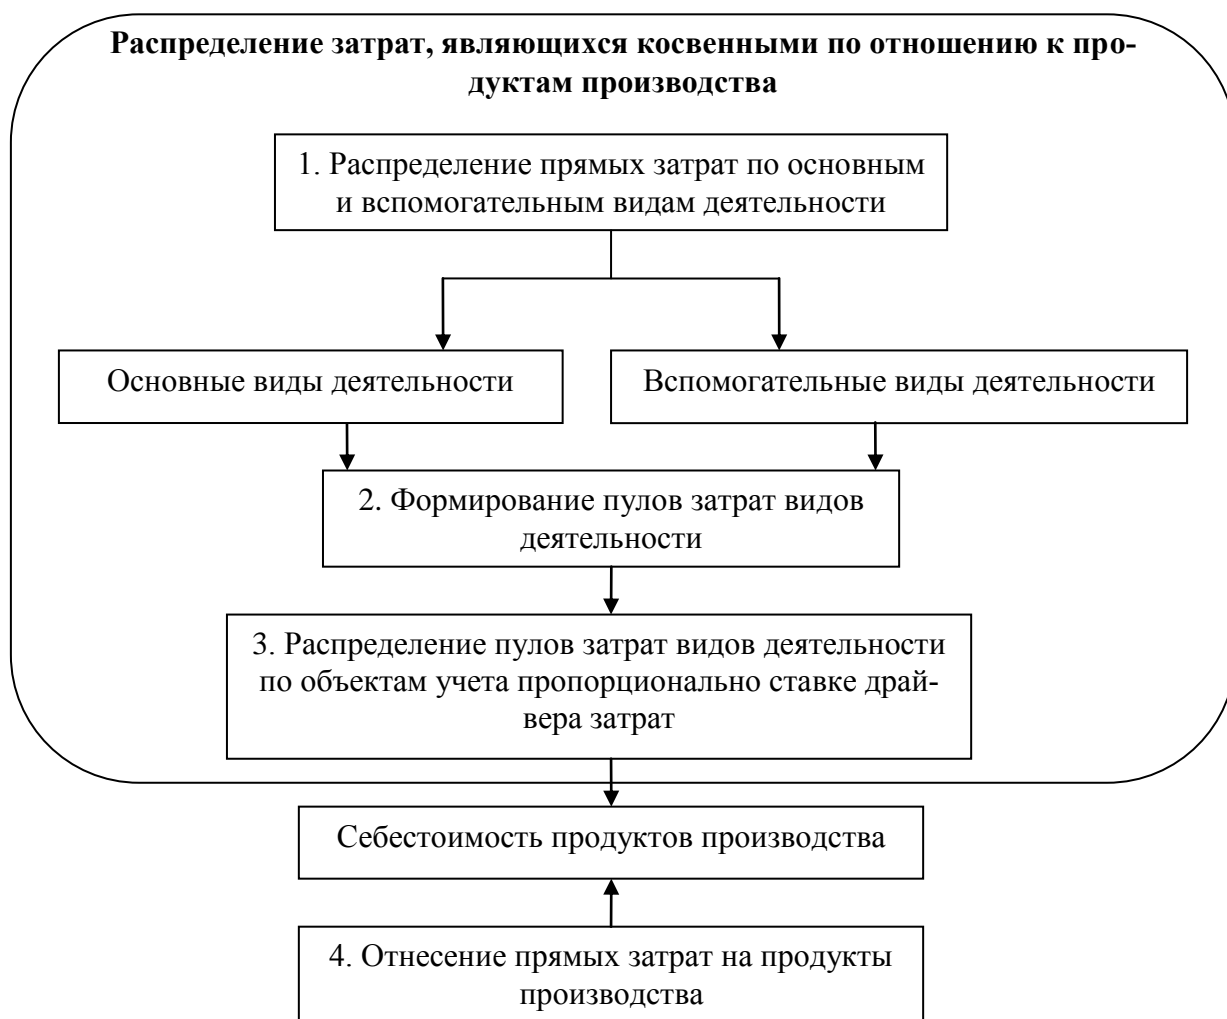 Распределение затрат, являющихся косвенными по отношению к про-
дуктам производства
1. Распределение прямых затрат по основным
и вспомогательным видам деятельности
Основные виды деятельности
Вспомогательные виды деятельности
2. Формирование пулов затрат видов
деятельности
3. Распределение пулов затрат видов деятельности
по объектам учета пропорционально ставке драй-
вера затрат
Себестоимость продуктов производства
4. Отнесение прямых затрат на продукты
производства